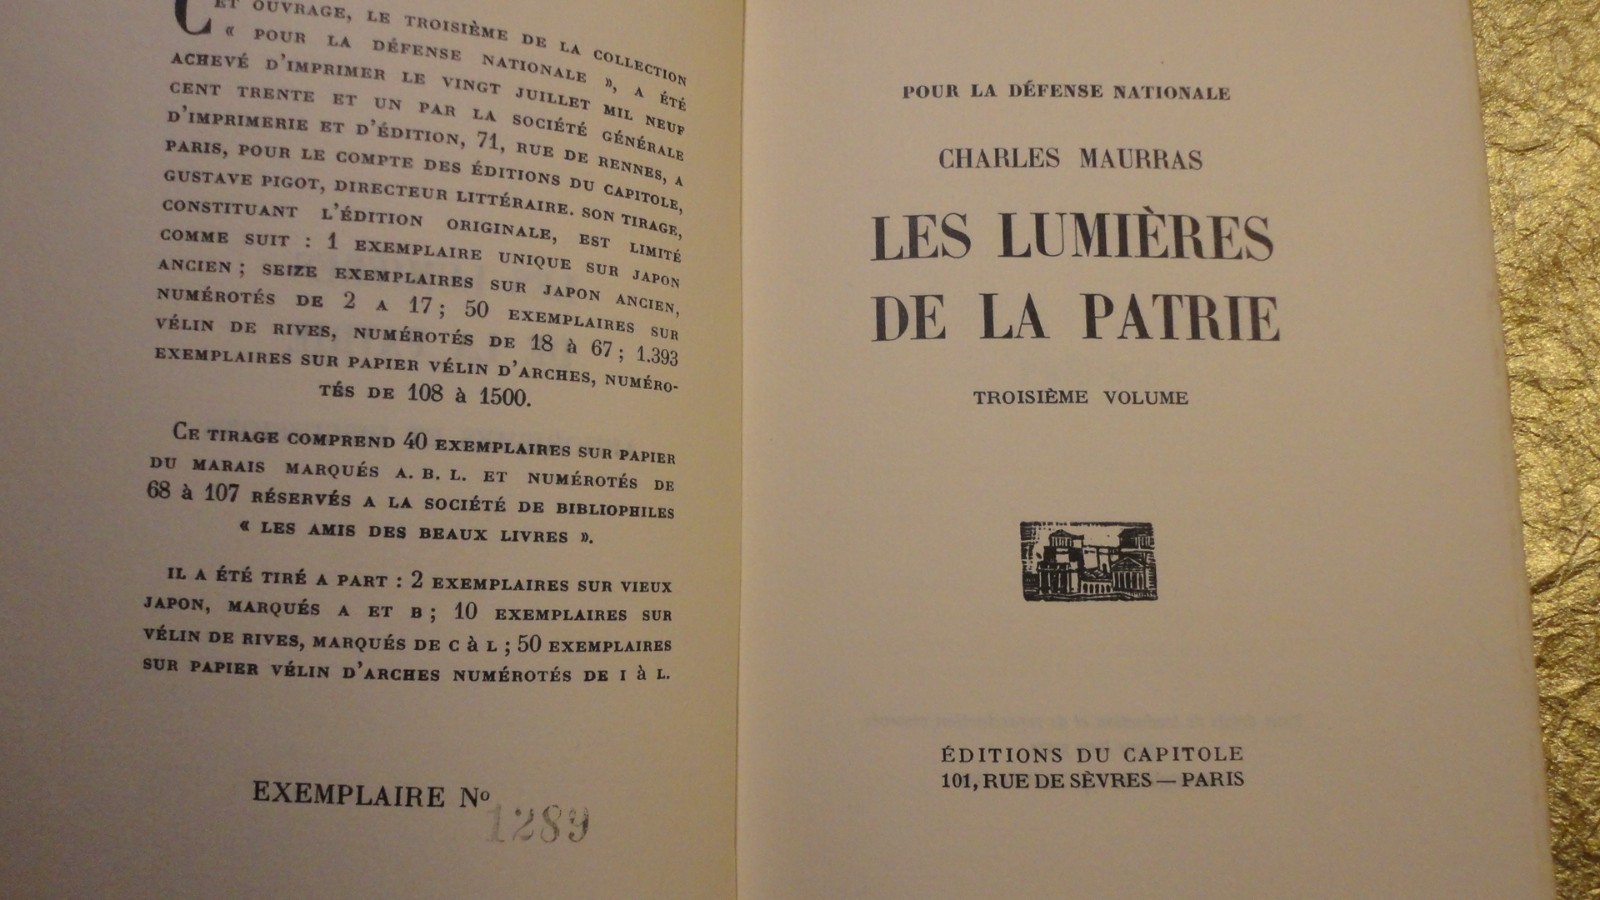 CET OUVRAGE, LE TROISIÈME DE LA COLLECTION
« POUR LA DÉFENSE NATIONALE », A ÉTÉ
ACHEVÉ D'IMPRIMER LE VINGT JUILLET MIL NEUF
CENT TRENTE ET UN PAR LA SOCIÉTÉ GÉNÉRALE
D'IMPRIMERIE ET D'ÉDITION, 71, RUE DE RENNES, A
PARIS, POUR LE COMPTE DES ÉDITIONS DU CAPITOLE,
GUSTAVE PIGOT, DIRECTEUR LITTÉRAIRE. SON TIRAGE,
CONSTITUANT L'ÉDITION ORIGINALE, EST LIMITÉ
COMME SUIT : 1 EXEMPLAIRE UNIQUE SUR JAPON
ANCIEN ; SEIZE EXEMPLAIRES SUR JAPON ANCIEN,
NUMÉROTÉS DE 2 A 17 ; 50 EXEMPLAIRES SUR
VÉLIN DE RIVES, NUMÉROTÉS DE 18 à 67 ; 1.393
EXEMPLAIRES SUR PAPIER VÉLIN D'ARCHES, NUMÉRO-
TÉS DE 108 à 1500.
CE TIRAGE COMPREND 40 EXEMPLAIRES SUR PAPIER
DU MARAIS MARQUÉS A. B. L. ET NUMÉROTÉS DE
68 à 107 RÉSERVÉS A LA SOCIÉTÉ DE BIBLIOPHILES
« LES AMIS DES BEAUX LIVRES ».
IL A ÉTÉ TIRÉ A PART : 2 EXEMPLAIRES SUR VIEUX
JAPON, MARQUÉS A ET B ; 10 EXEMPLAIRES SUR
VÉLIN DE RIVES, MARQUÉS DE C à L ; 50 EXEMPLAIRES
SUR PAPIER VÉLIN D'ARCHES NUMÉROTÉS DE I à L.
EXEMPLAIRE Nº 1289
POUR LA DÉFENSE NATIONALE
CHARLES MAURRAS
LES LUMIÈRES
DE LA PATRIE
TROISIÈME VOLUME
ÉDITIONS DU CAPITOLE
101, RUE DE SÈVRES — PARIS